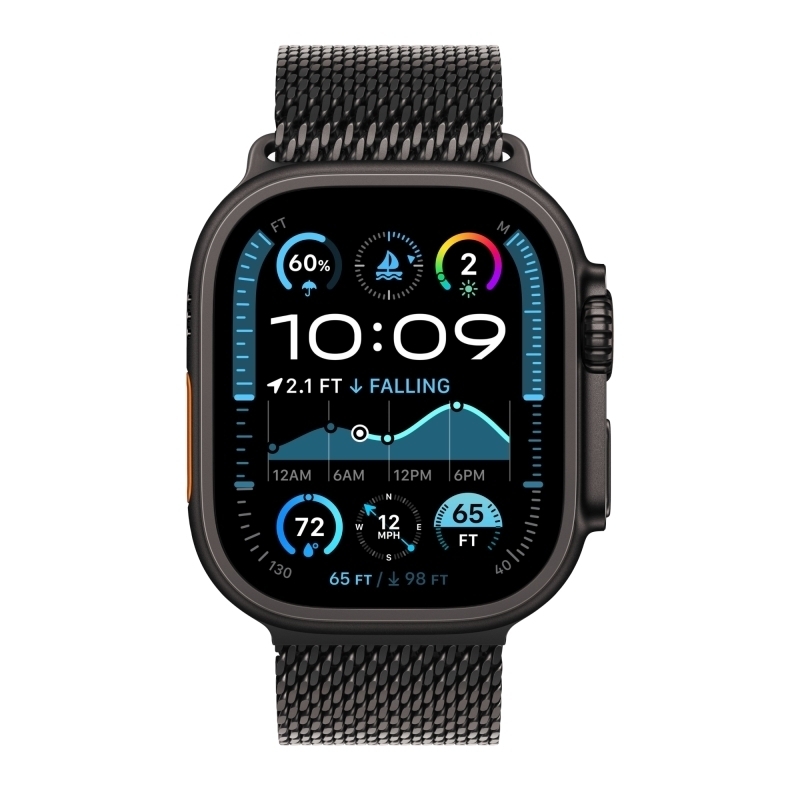 FT
M
60%
2
10:09
2.1 FT ↓ FALLING
12AM 6AM 12PM 6PM
72
N
W 12 E
MPH
S
65
FT
130
40
65 FT / ↓ 98 FT